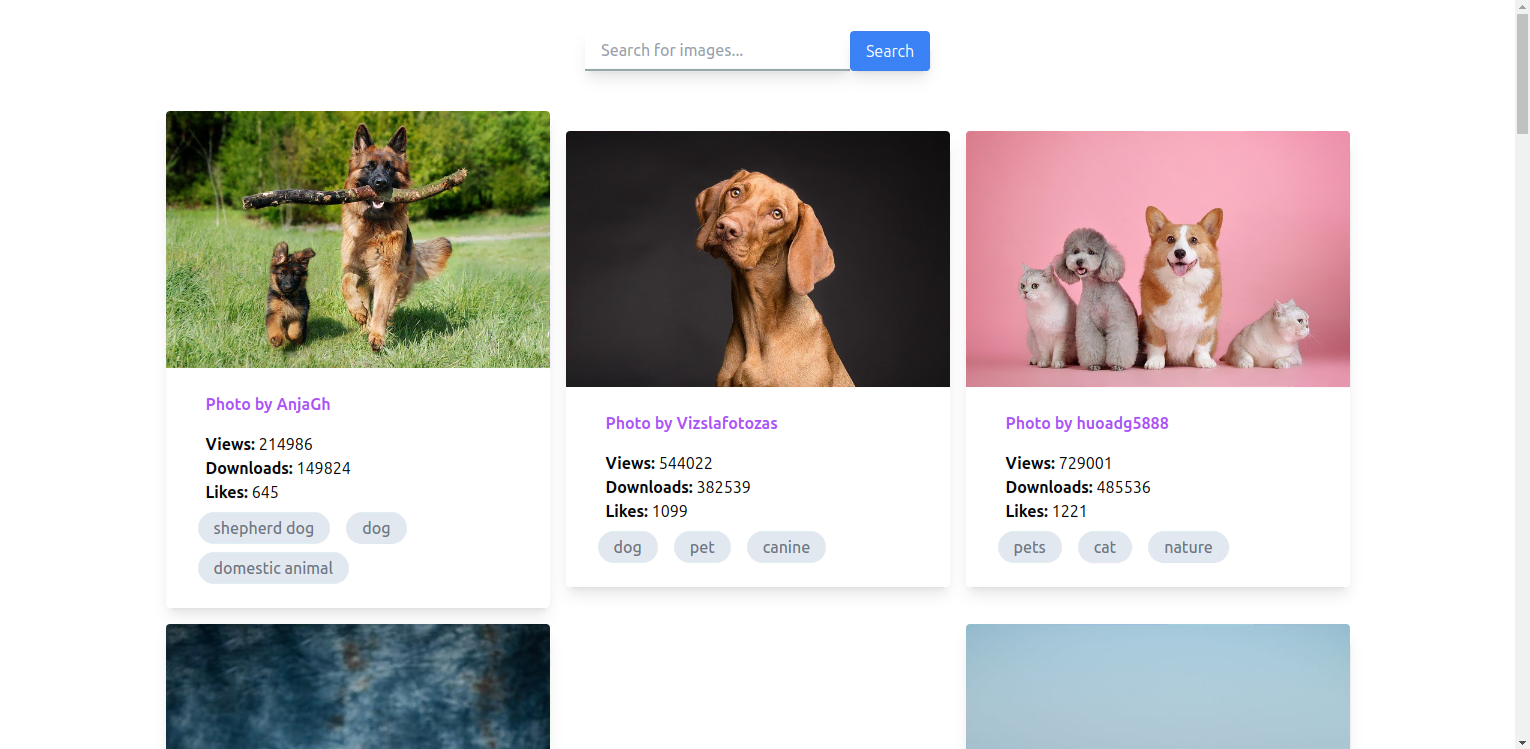 Search for images...
Search
Photo by AnjaGh
Views: 214986
Downloads: 149824
Likes: 645
shepherd dog
dog
domestic animal
Photo by Vizslafotozas
Views: 544022
Downloads: 382539
Likes: 1099
dog
pet
canine
Photo by huoadg5888
Views: 729001
Downloads: 485536
Likes: 1221
pets
cat
nature